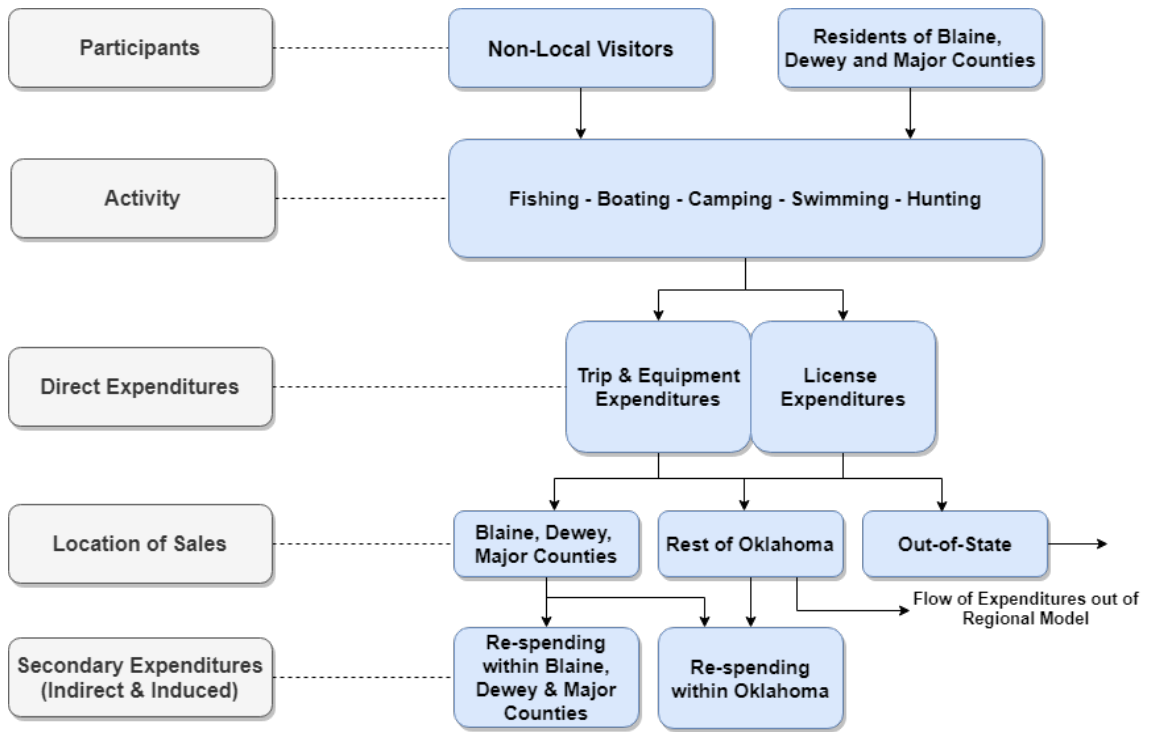 Participants
Non-Local Visitors
Residents of Blaine,
Dewey and Major Counties
Activity
Fishing - Boating - Camping - Swimming - Hunting
Direct Expenditures
Trip & Equipment
Expenditures
License
Expenditures
Location of Sales
Blaine, Dewey,
Major Counties
Rest of Oklahoma
Out-of-State
Flow of Expenditures out of
Regional Model
Secondary Expenditures
(Indirect & Induced)
Re-spending
within Blaine,
Dewey & Major
Counties
Re-spending
within Oklahoma